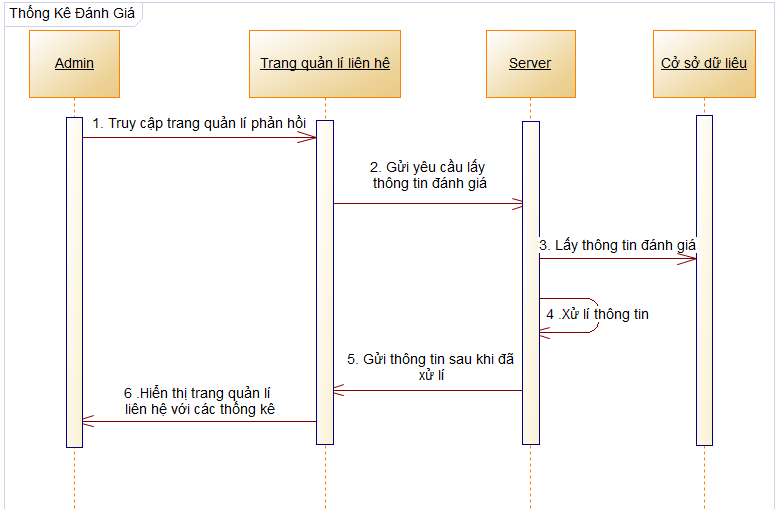 Thống Kê Đánh Giá
Admin
Trang quản lí liên hê
Server
Cở sở dữ liêu
1. Truy cập trang quản lí phản hồi
2. Gửi yêu cầu lấy
thông tin đánh giá
3. Lấy thông tin đánh giá
4 .Xử lí thông tin
5. Gửi thông tin sau khi đã
xử lí
6 .Hiển thị trang quản lí
liên hệ với các thống kê